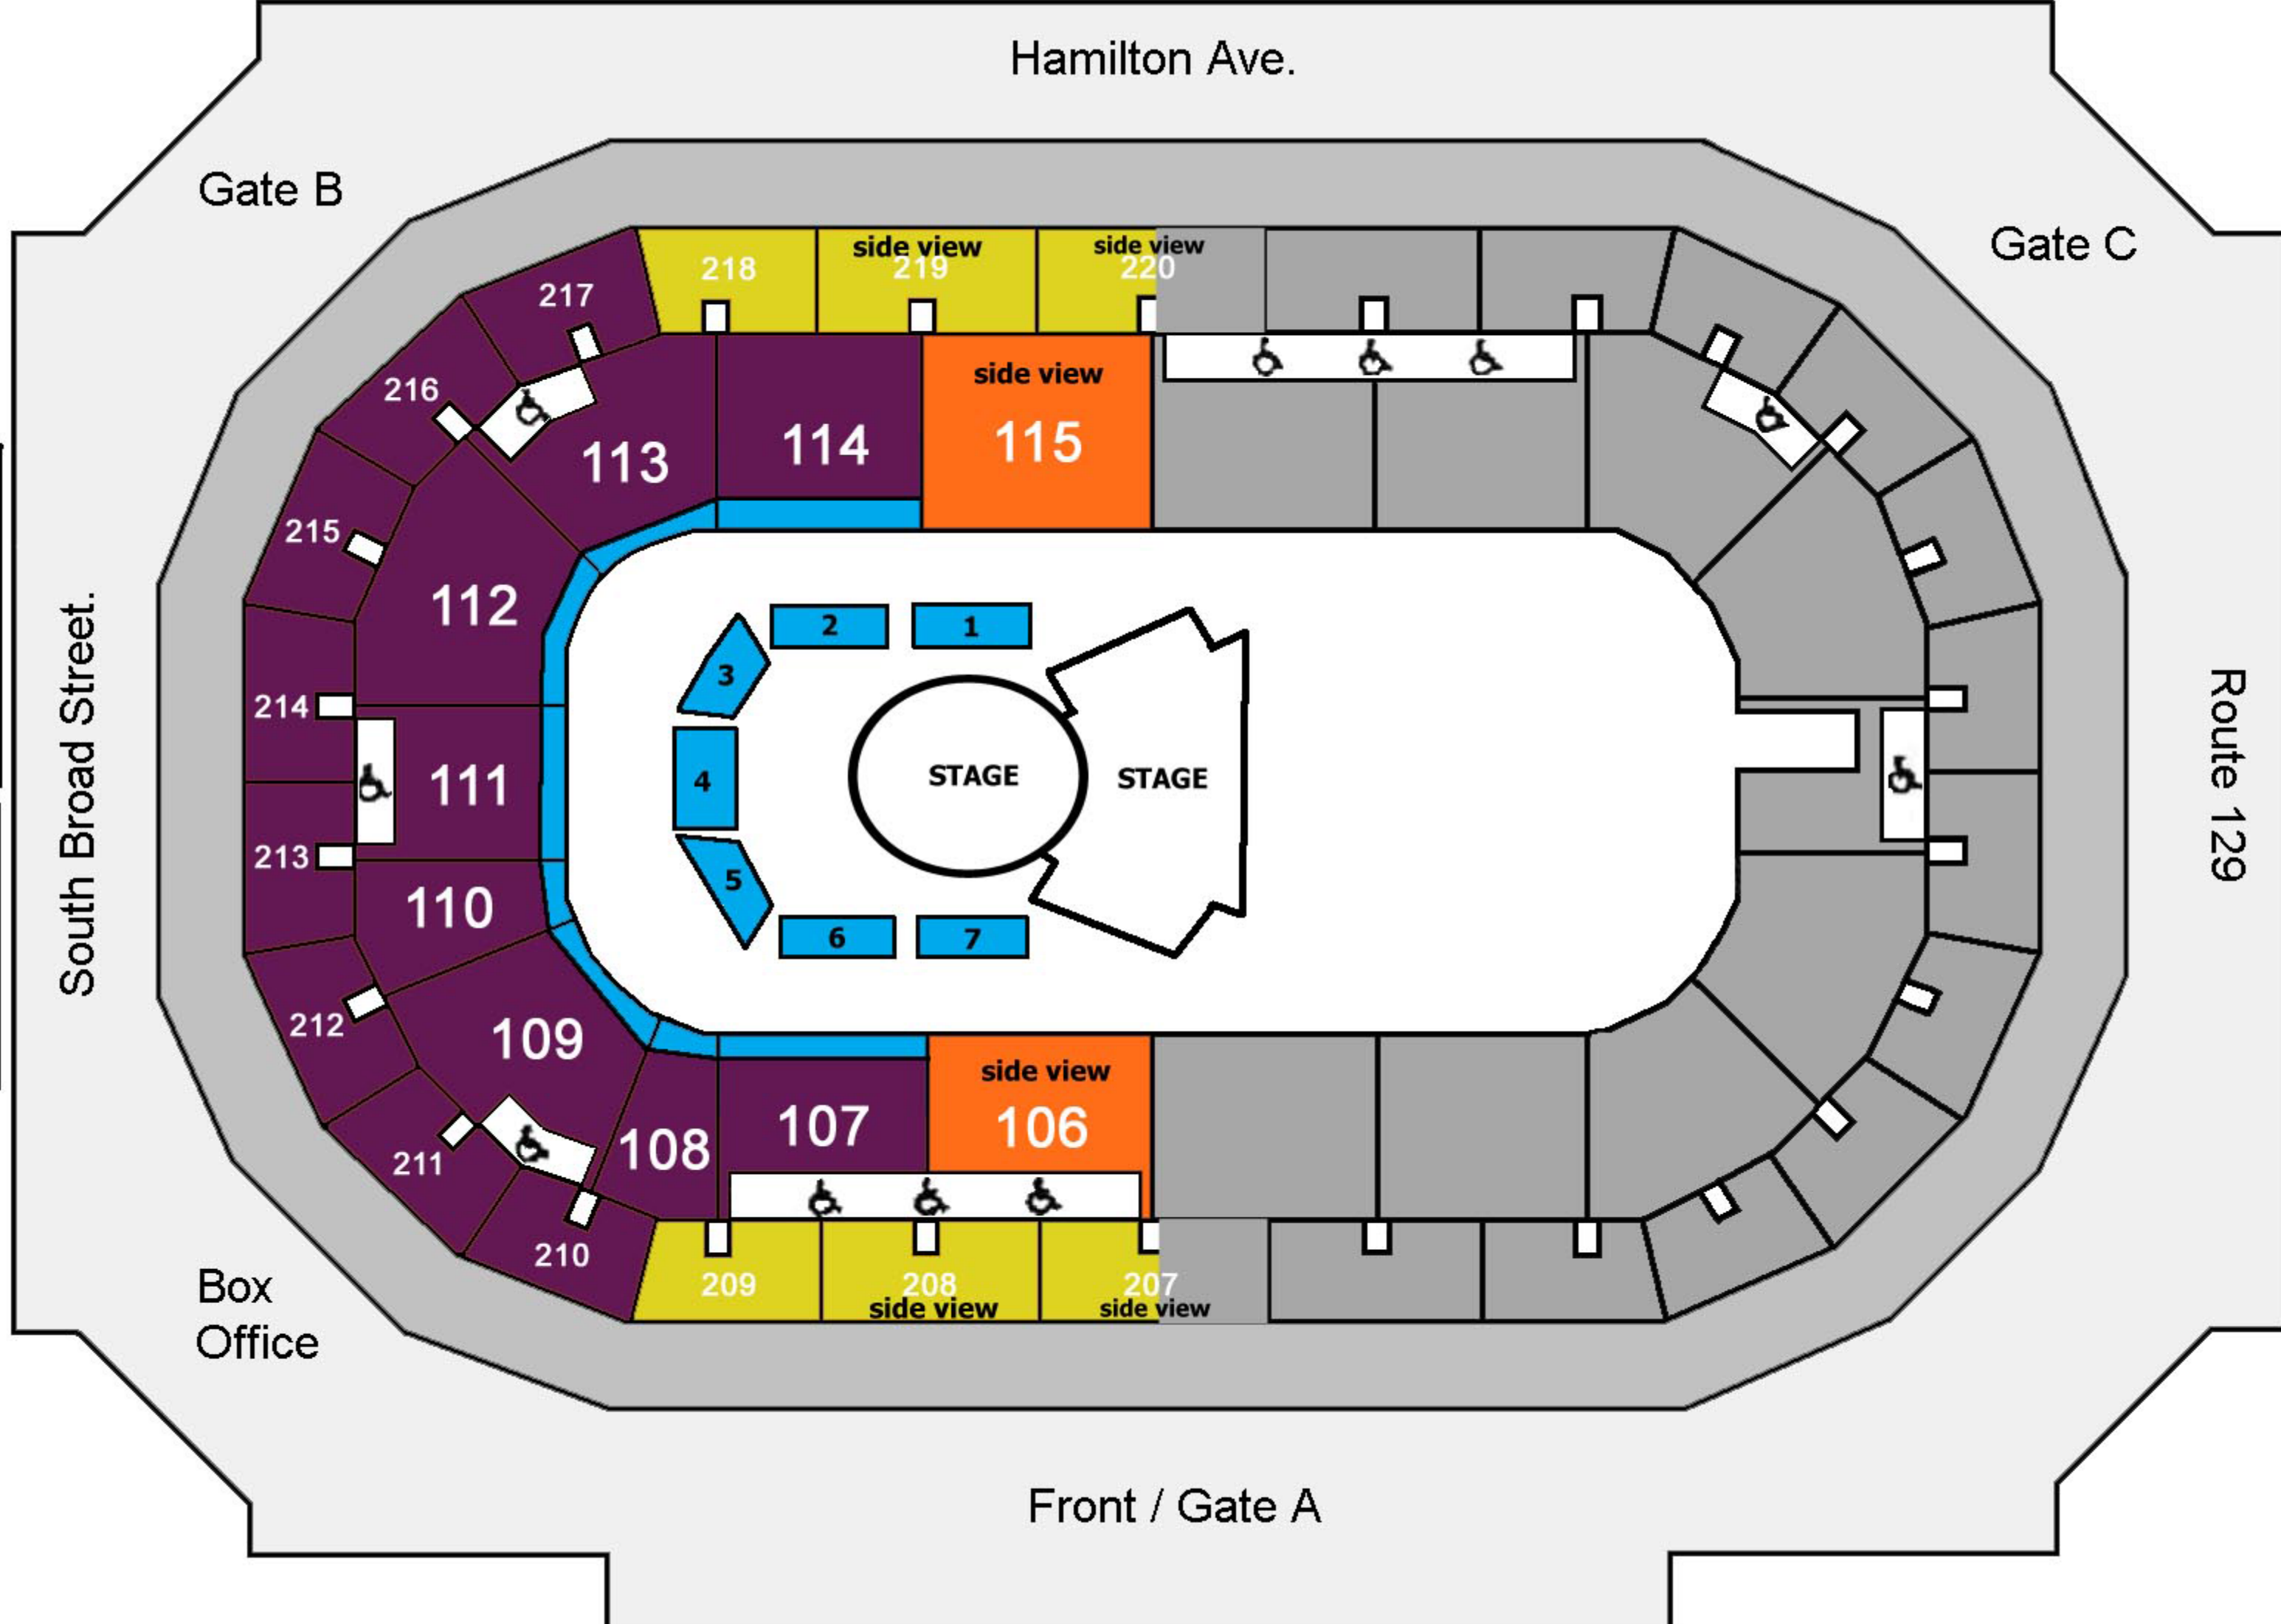 Hamilton Ave.
Gate B
Gate C
side view
side view
218
219
220
217
216
side view
115
114
113
215
112
2
1
3
South Broad Street.
Route 129
214
111
4
STAGE
STAGE
213
5
110
6
7
212
109
side view
106
107
108
211
210
209
208
207
side view
side view
Box
Office
Front / Gate A